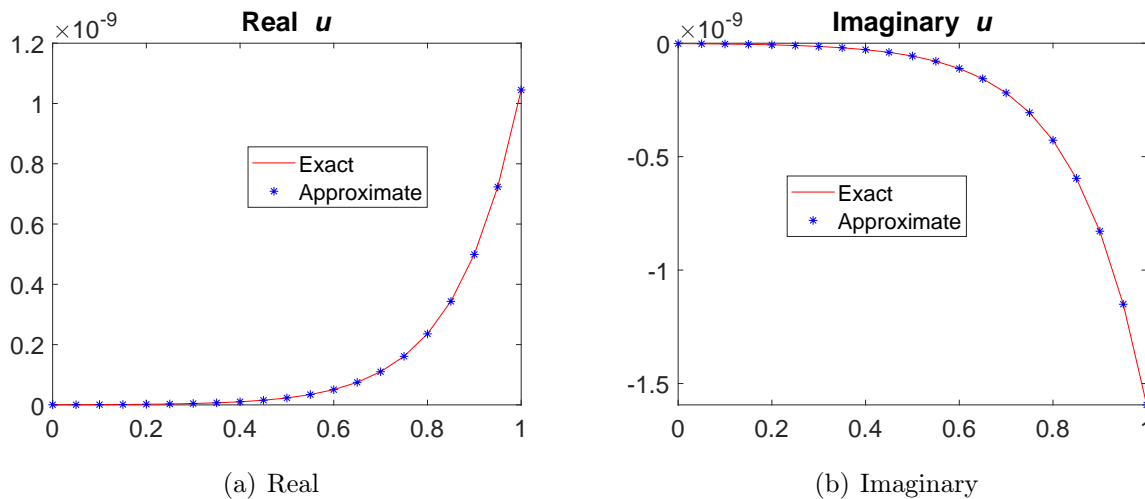 ×10⁻⁹ Real u
1.2
1
0.8
0.6
0.4
0.2
0
0 0.2 0.4 0.6 0.8 1
Exact
Approximate
(a) Real
×10⁻⁹ Imaginary u
0
-0.5
-1
-1.5
0 0.2 0.4 0.6 0.8 1
Exact
Approximate
(b) Imaginary